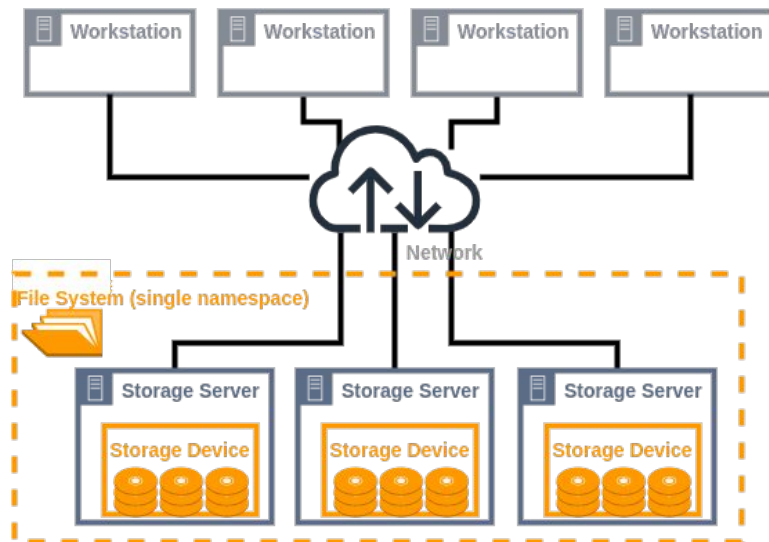 Workstation
Workstation
Workstation
Workstation
Network
File System (single namespace)
Storage Server
Storage Server
Storage Server
Storage Device
Storage Device
Storage Device